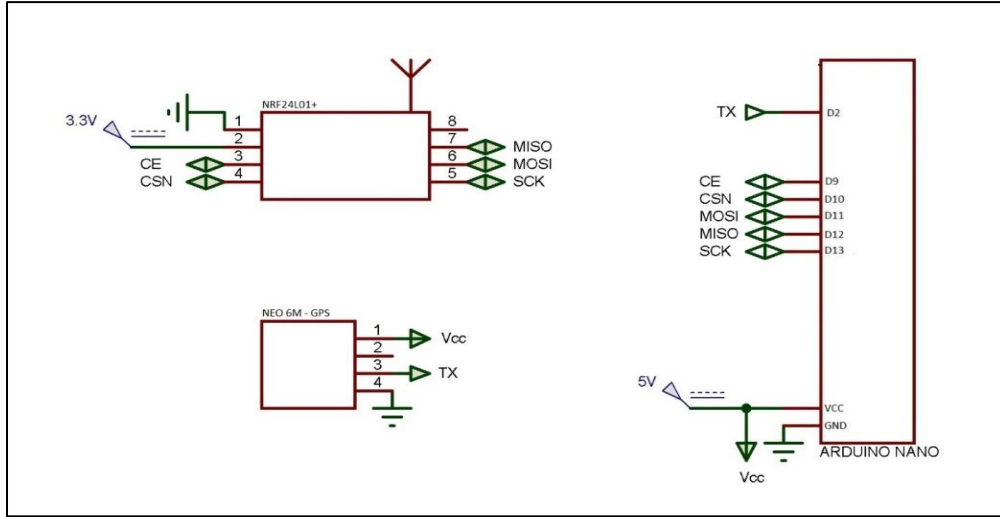 NRF24L01+
3.3V
1
2
3
4
CE
CSN
8
7
6
5
MISO
MOSI
SCK
NEO 6M - GPS
1
2
3
4
Vcc
TX
TX
D2
CE
D9
CSN
D10
MOSI
D11
MISO
D12
SCK
D13
5V
VCC
GND
Vcc
ARDUINO NANO